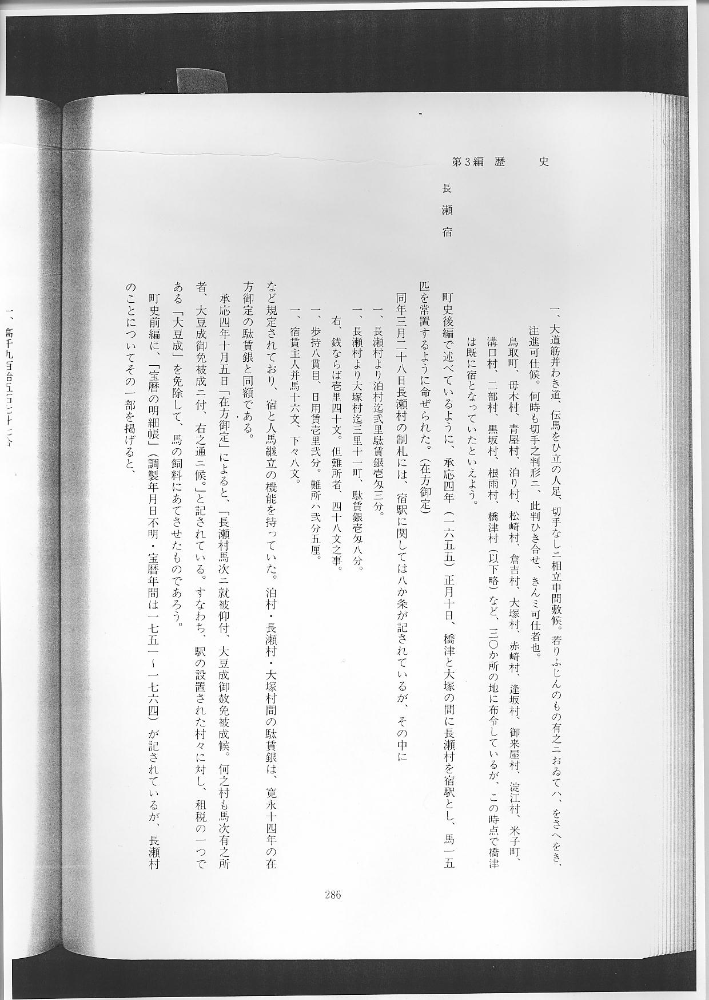 第3編　歴　　史
一、大道筋并わき道、伝馬をひ立の人足、切手なしニ相立申間敷候。若りふじんのもの有之ニおゐてハ、をさへをき、
注進可仕候。何時も切手之判形ニ、此判ひき合せ、きんミ可仕者也。
鳥取町、母木村、青屋村、泊り村、松崎村、倉吉村、大塚村、赤崎村、逢坂村、御来屋村、淀江村、米子町、
溝口村、二部村、黒坂村、根雨村、橋津村（以下略）など、三〇か所の地に布令しているが、この時点で橋津
は既に宿となっていたといえよう。
長瀬宿
町史後編で述べているように、承応四年（一六五五）正月十日、橋津と大塚の間に長瀬村を宿駅とし、馬一五
匹を常置するように命ぜられた。（在方御定）
同年三月二十八日長瀬村の制札には、宿駅に関しては八か条が記されているが、その中に
一、長瀬村より泊村迄弐里駄賃銀壱匁三分。
一、長瀬村より大塚村迄三里十一町、駄賃銀壱匁八分。
右、銭ならば壱里四十文。但難所者、四十八文之事。
一、歩持八貫目、日用賃壱里弐分。難所ハ弐分五厘。
一、宿賃主人并馬十六文、下々八文。
など規定されており、宿と人馬継立の機能を持っていた。泊村・長瀬村・大塚村間の駄賃銀は、寛永十四年の在
方御定の駄賃銀と同額である。
承応四年十月五日「在方御定」によると、「長瀬村馬次ニ就被仰付、大豆成御赦免被成候。何之村も馬次有之所
者、大豆成御免被成ニ付、右之通ニ候。」と記されている。すなわち、駅の設置された村々に対し、租税の一つで
ある「大豆成」を免除して、馬の飼料にあてさせたものであろう。
町史前編に、「宝暦の明細帳」（調製年月日不明・宝暦年間は一七五一～一七六四）が記されているが、長瀬村
のことについてその一部を掲げると、
286
一、高千九百拾五石七斗七合